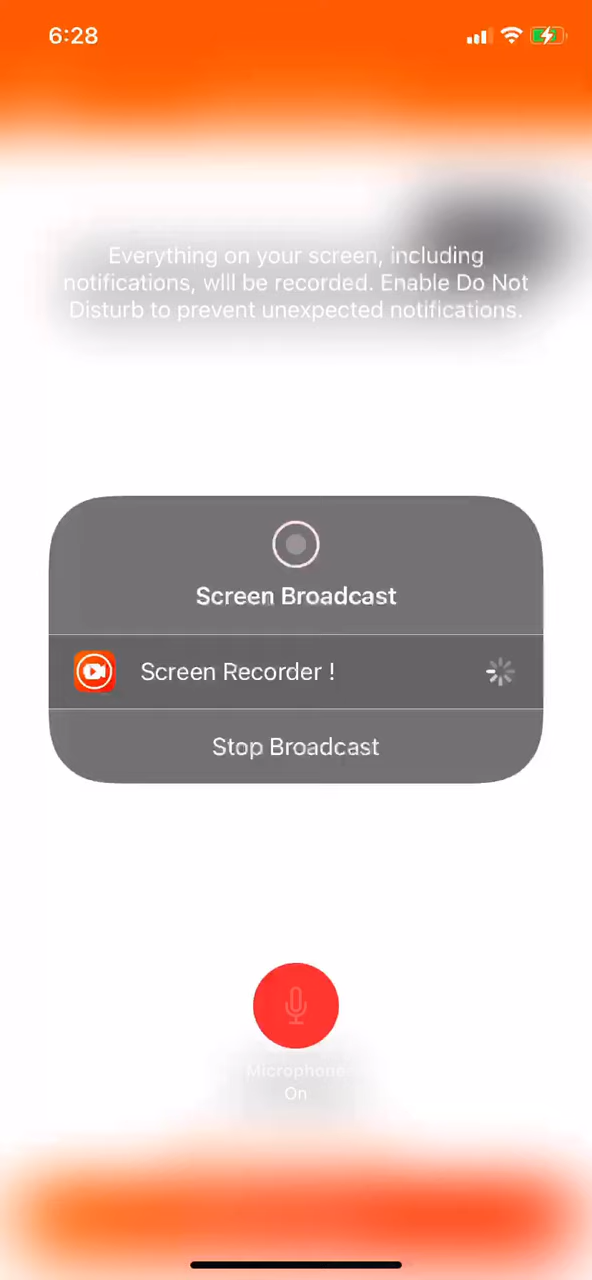 6:28
Everything on your screen, including
notifications, will be recorded. Enable Do Not
Disturb to prevent unexpected notifications.
Screen Broadcast
Screen Recorder !
Stop Broadcast
Microphone
On